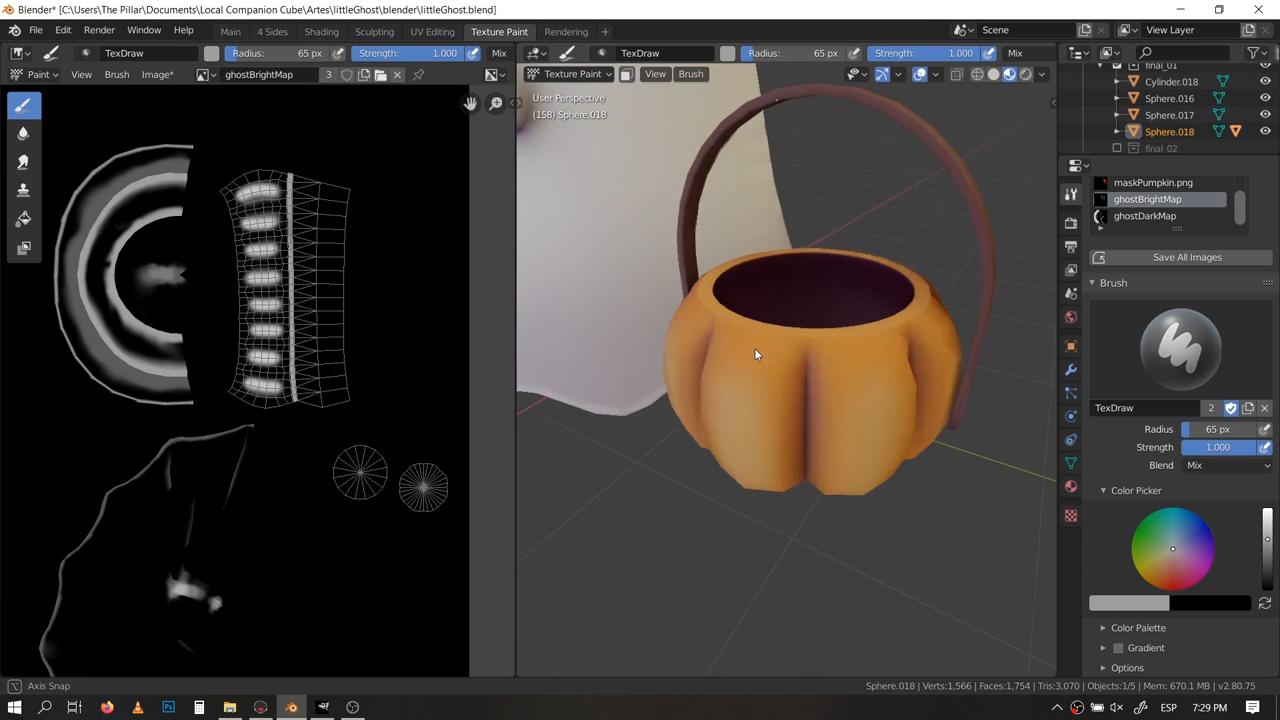 Blender* [C:\Users\The Pillar\Documents\Local Companion Cube\Artes\littleGhost\blender\littleGhost.blend]
File Edit Render Window Help Main 4 Sides Shading Sculpting UV Editing Texture Paint Rendering + Scene View Layer
TexDraw Radius: 65 px Strength: 1.000 Mix
TexDraw Radius: 65 px Strength: 1.000 Mix
Paint View Brush Image* ghostBrightMap 3
Texture Paint View Brush
User Perspective
(158) Sphere.018
final_01
Cylinder.018
Sphere.016
Sphere.017
Sphere.018
final_02
maskPumpkin.png
ghostBrightMap
ghostDarkMap
Save All Images
Brush
TexDraw 2
Radius 65 px
Strength 1.000
Blend Mix
Color Picker
Color Palette
Gradient
Options
Axis Snap
Sphere.018 | Verts:1,566 | Faces:1,754 | Tris:3,070 | Objects:1/5 | Mem: 670.1 MB | v2.80.75
ESP 7:29 PM